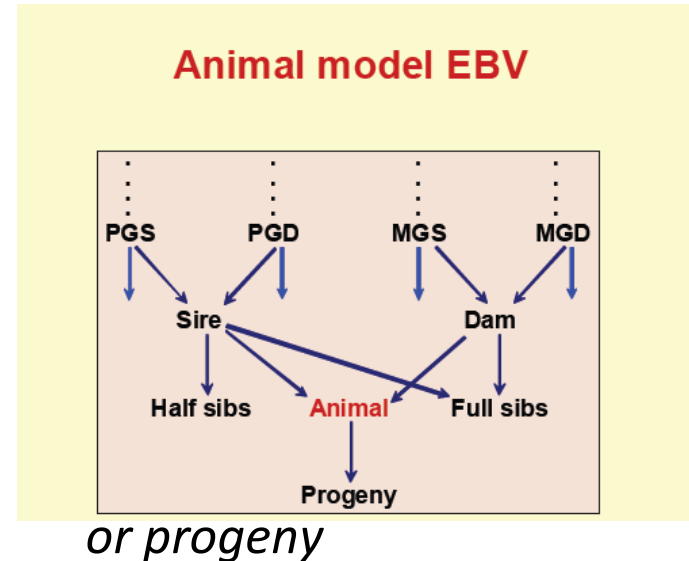 Animal model EBV
PGS PGD MGS MGD
Sire Dam
Half sibs Animal Full sibs
Progeny
or progeny